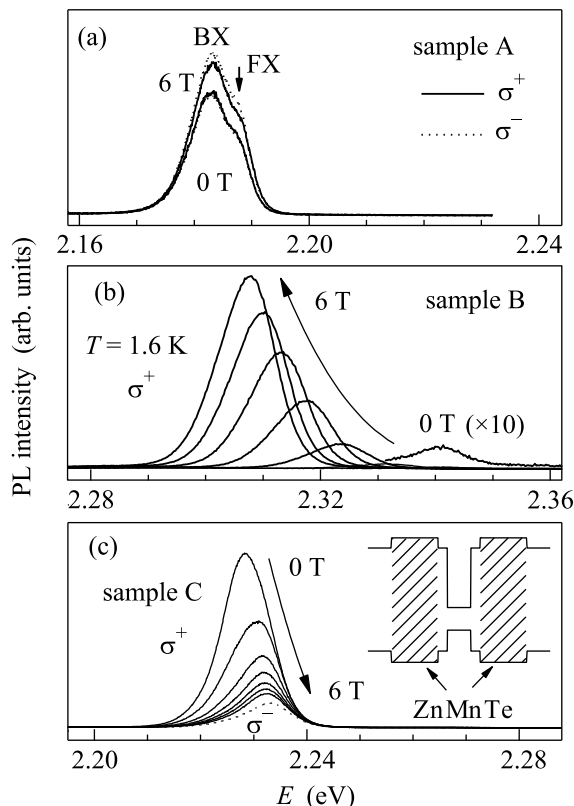 (a)
BX
FX
6 T
0 T
sample A
σ+
σ−
2.16
2.20
2.24
PL intensity (arb. units)
(b)
6 T
sample B
T = 1.6 K
σ+
0 T (×10)
2.28
2.32
2.36
(c)
0 T
sample C
σ+
6 T
σ−
ZnMnTe
2.20
2.24
2.28
E (eV)